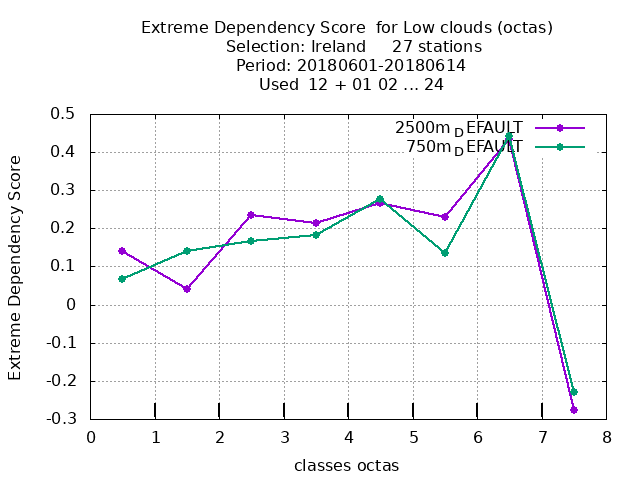 Extreme Dependency Score  for Low clouds (octas)
Selection: Ireland     27 stations
Period: 20180601-20180614
Used  12 + 01 02 ... 24
2500m_DEFAULT
750m_DEFAULT
Extreme Dependency Score
0.5
0.4
0.3
0.2
0.1
0
-0.1
-0.2
-0.3
0 1 2 3 4 5 6 7 8
classes octas